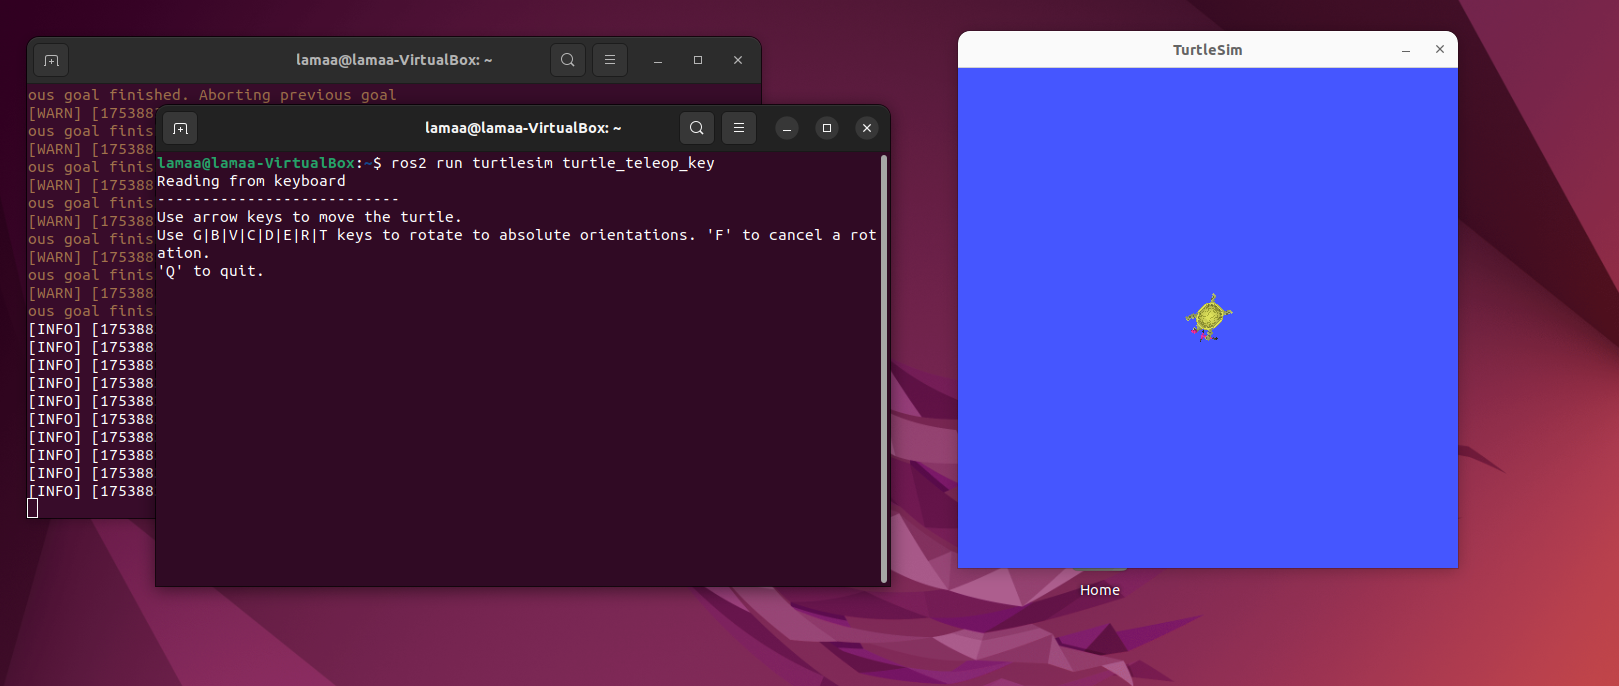 lamaa@lamaa-VirtualBox: ~
ous goal finished. Aborting previous goal
[WARN] [175388
ous goal finis
[WARN] [175388
ous goal finis
[WARN] [175388
ous goal finis
[WARN] [175388
ous goal finis
[WARN] [175388
ous goal finis
[WARN] [175388
ous goal finis
[INFO] [175388
[INFO] [175388
[INFO] [175388
[INFO] [175388
[INFO] [175388
[INFO] [175388
[INFO] [175388
[INFO] [175388
[INFO] [175388
[INFO] [175388
lamaa@lamaa-VirtualBox: ~
lamaa@lamaa-VirtualBox:~$ ros2 run turtlesim turtle_teleop_key
Reading from keyboard
---------------------------
Use arrow keys to move the turtle.
Use G|B|V|C|D|E|R|T keys to rotate to absolute orientations. 'F' to cancel a rot
ation.
'Q' to quit.
TurtleSim
Home